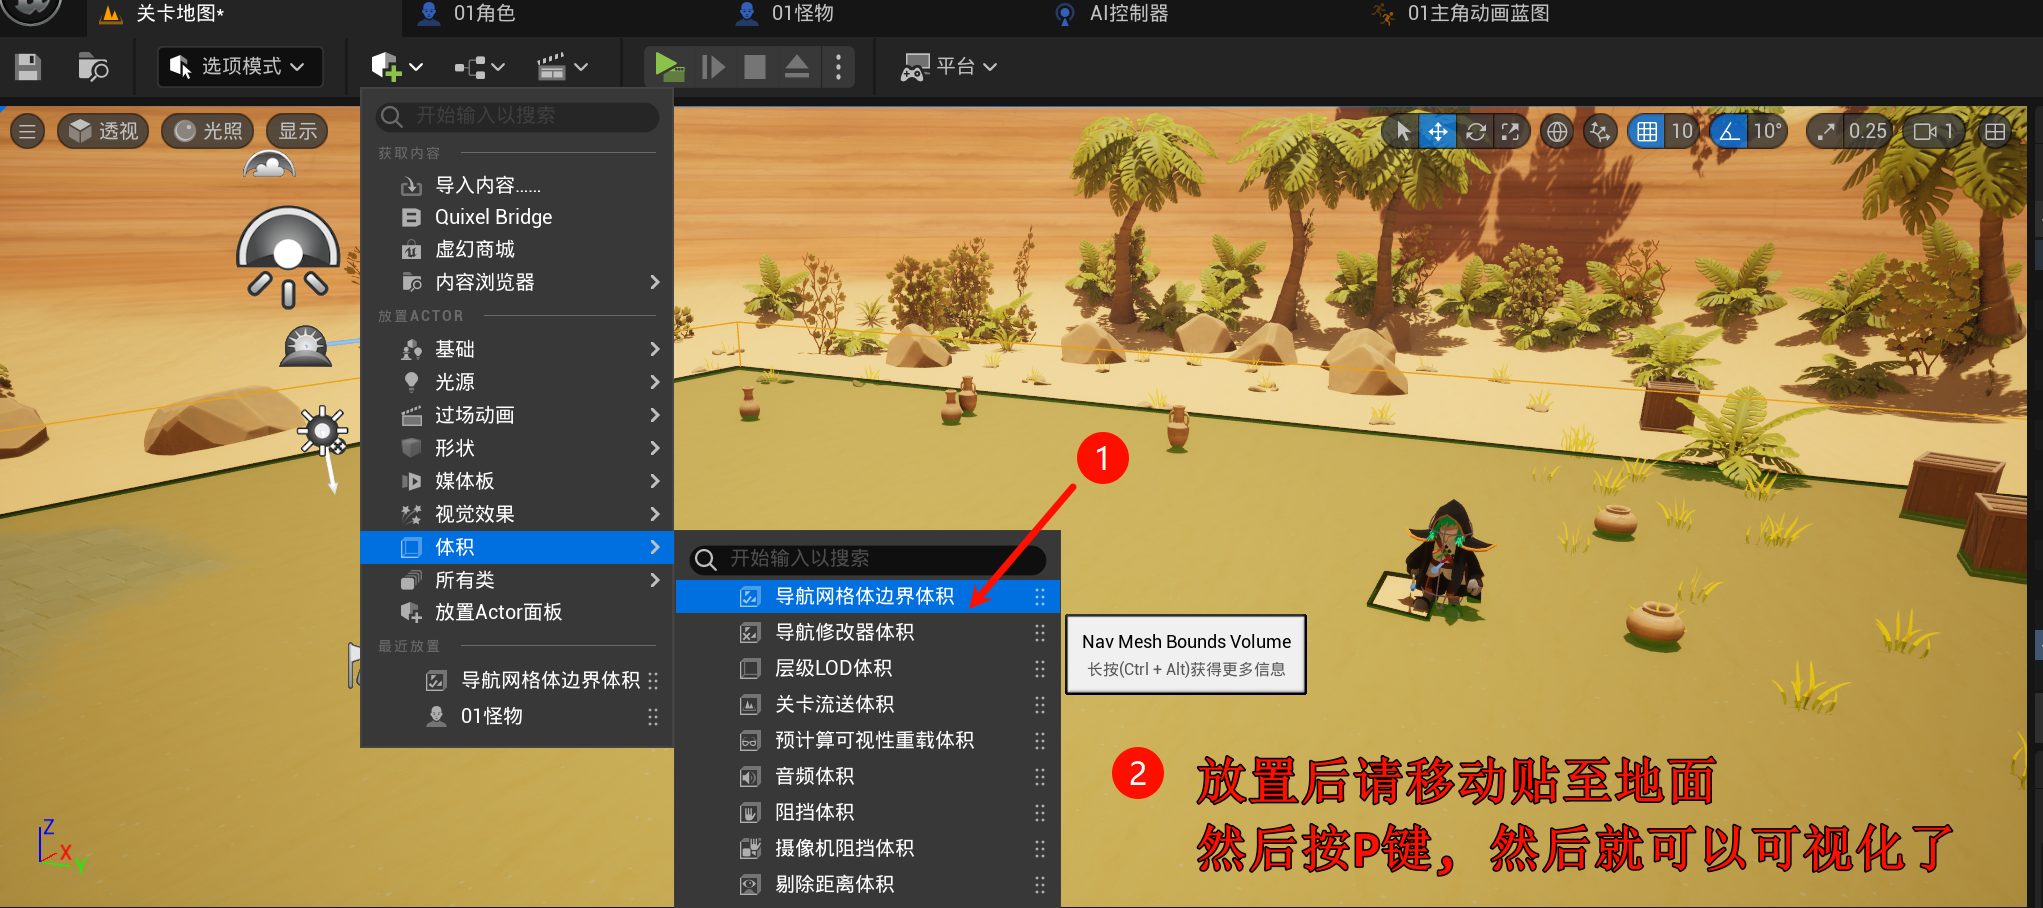 关卡地图*
01角色
01怪物
AI控制器
01主角动画蓝图
选项模式
平台
透视
光照
显示
10
10°
0.25
1
开始输入以搜索
获取内容
导入内容......
Quixel Bridge
虚幻商城
内容浏览器
放置ACTOR
基础
光源
过场动画
形状
媒体板
视觉效果
体积
所有类
放置Actor面板
最近放置
导航网格体边界体积
01怪物
开始输入以搜索
导航网格体边界体积
导航修改器体积
层级LOD体积
关卡流送体积
预计算可视性重载体积
音频体积
阻挡体积
摄像机阻挡体积
剔除距离体积
1
Nav Mesh Bounds Volume
长按(Ctrl + Alt)获得更多信息
2
放置后请移动贴至地面
然后按P键，然后就可以可视化了
Z
X
Y